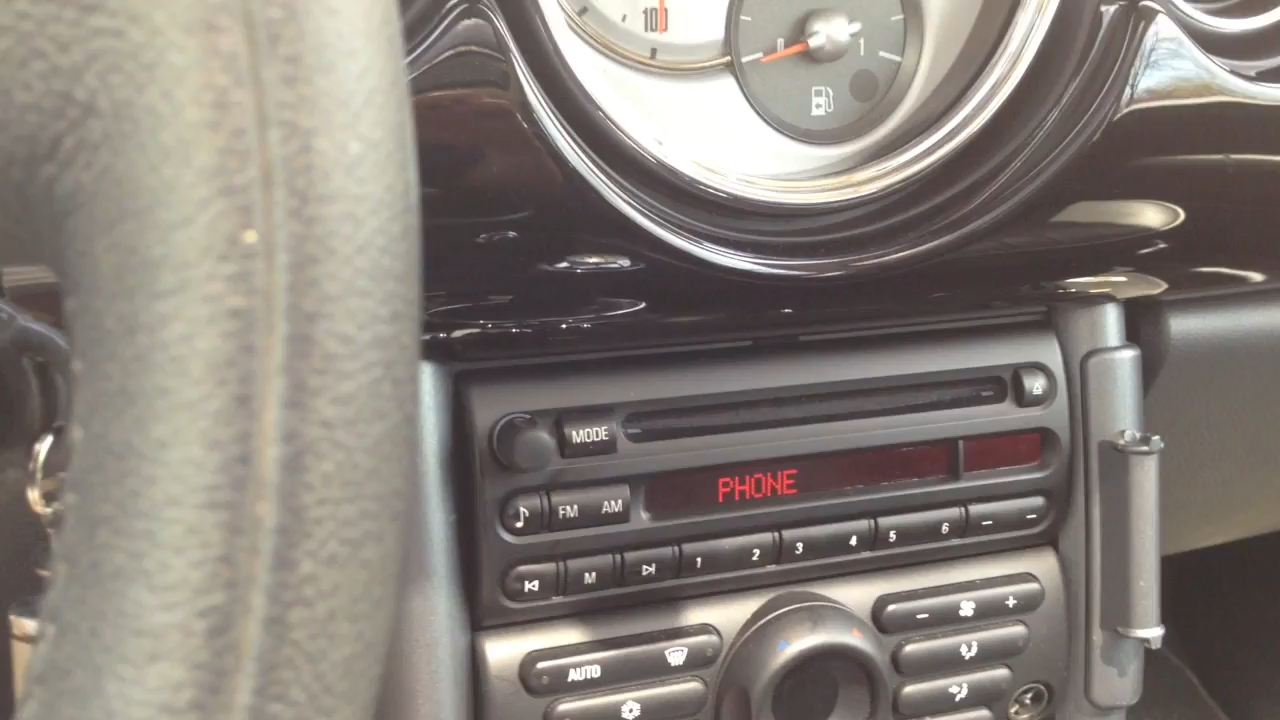 100
0 1
MODE
PHONE
FM AM
M 1 2 3 4 5 6 – –
– +
AUTO